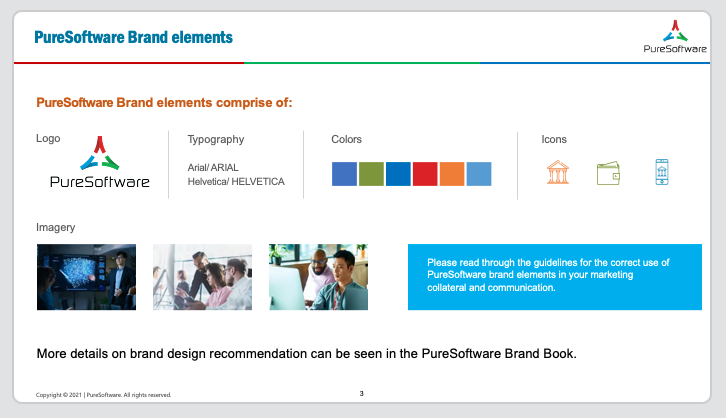 PureSoftware Brand elements
PureSoftware
PureSoftware Brand elements comprise of:
Logo
PureSoftware
Typography
Arial/ ARIAL
Helvetica/ HELVETICA
Colors
Icons
Imagery
Please read through the guidelines for the correct use of
PureSoftware brand elements in your marketing
collateral and communication.
More details on brand design recommendation can be seen in the PureSoftware Brand Book.
Copyright © 2021 | PureSoftware. All rights reserved.
3